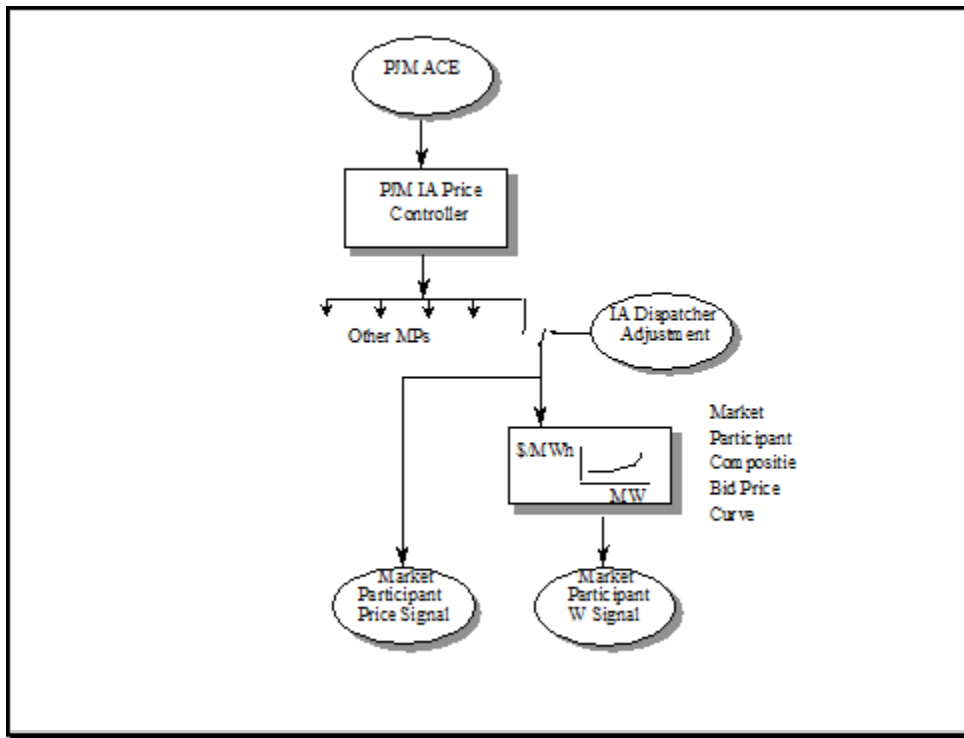 PJM ACE
PJM IA Price
Controller
Other MPs
IA Dispatcher
Adjustment
$/MWh
MW
Market
Participant
Compositie
Bid Price
Curve
Market
Participant
Price Signal
Market
Participant
W Signal